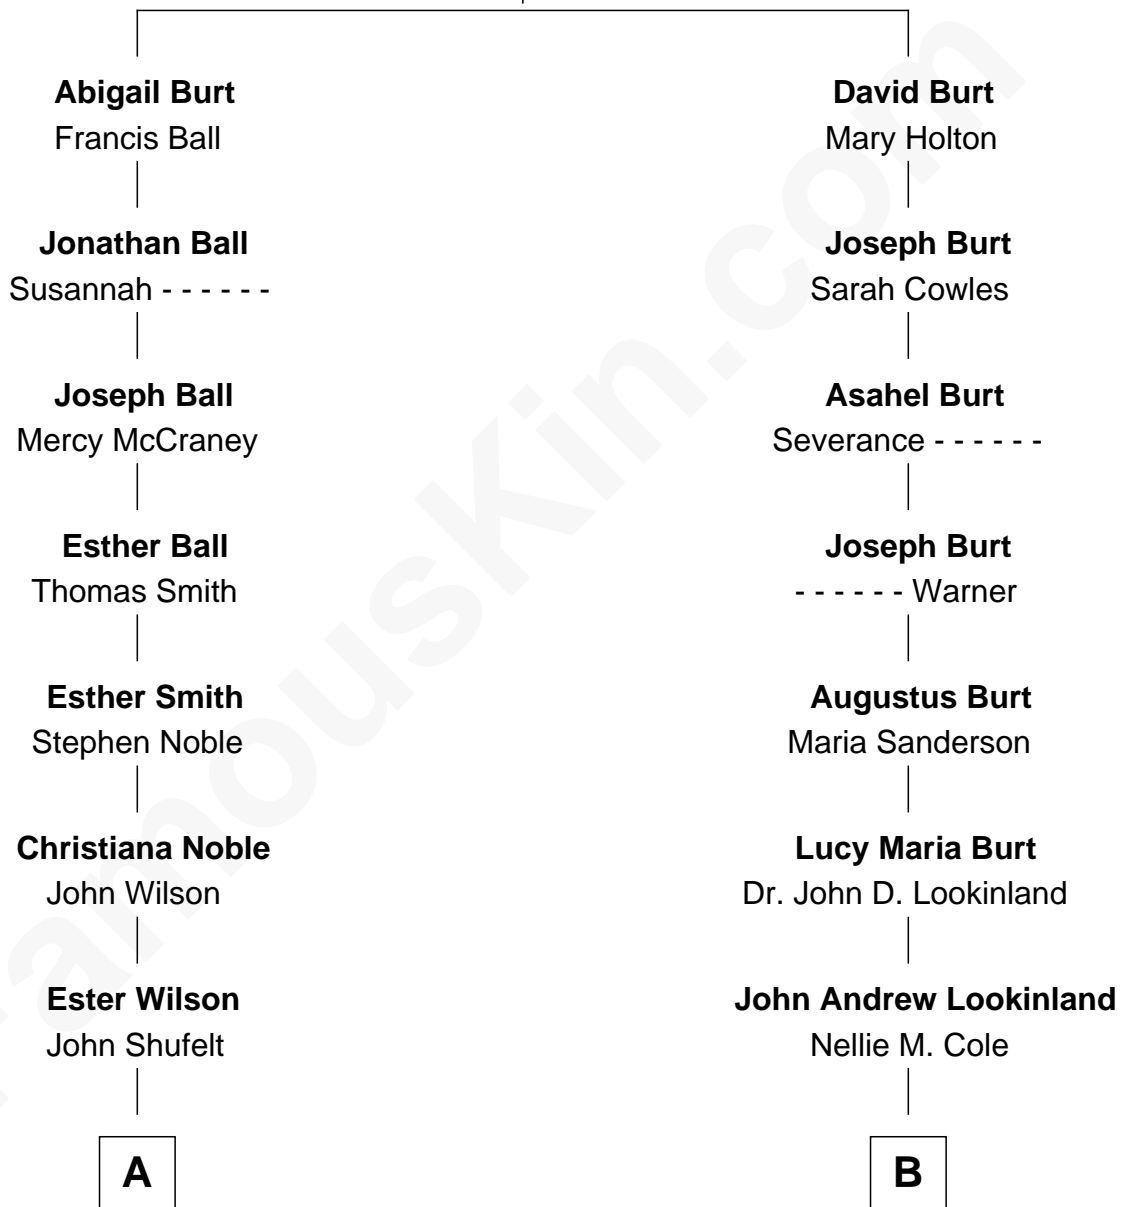 Abigail Burt
Francis Ball
David Burt
Mary Holton
Jonathan Ball
Susannah - - - - - -
Joseph Burt
Sarah Cowles
Joseph Ball
Mercy McCraney
Asahel Burt
Severance - - - - - -
Esther Ball
Thomas Smith
Joseph Burt
- - - - - - Warner
Esther Smith
Stephen Noble
Augustus Burt
Maria Sanderson
Christiana Noble
John Wilson
Lucy Maria Burt
Dr. John D. Lookinland
Ester Wilson
John Shufelt
John Andrew Lookinland
Nellie M. Cole
A
B
FamousKin.com